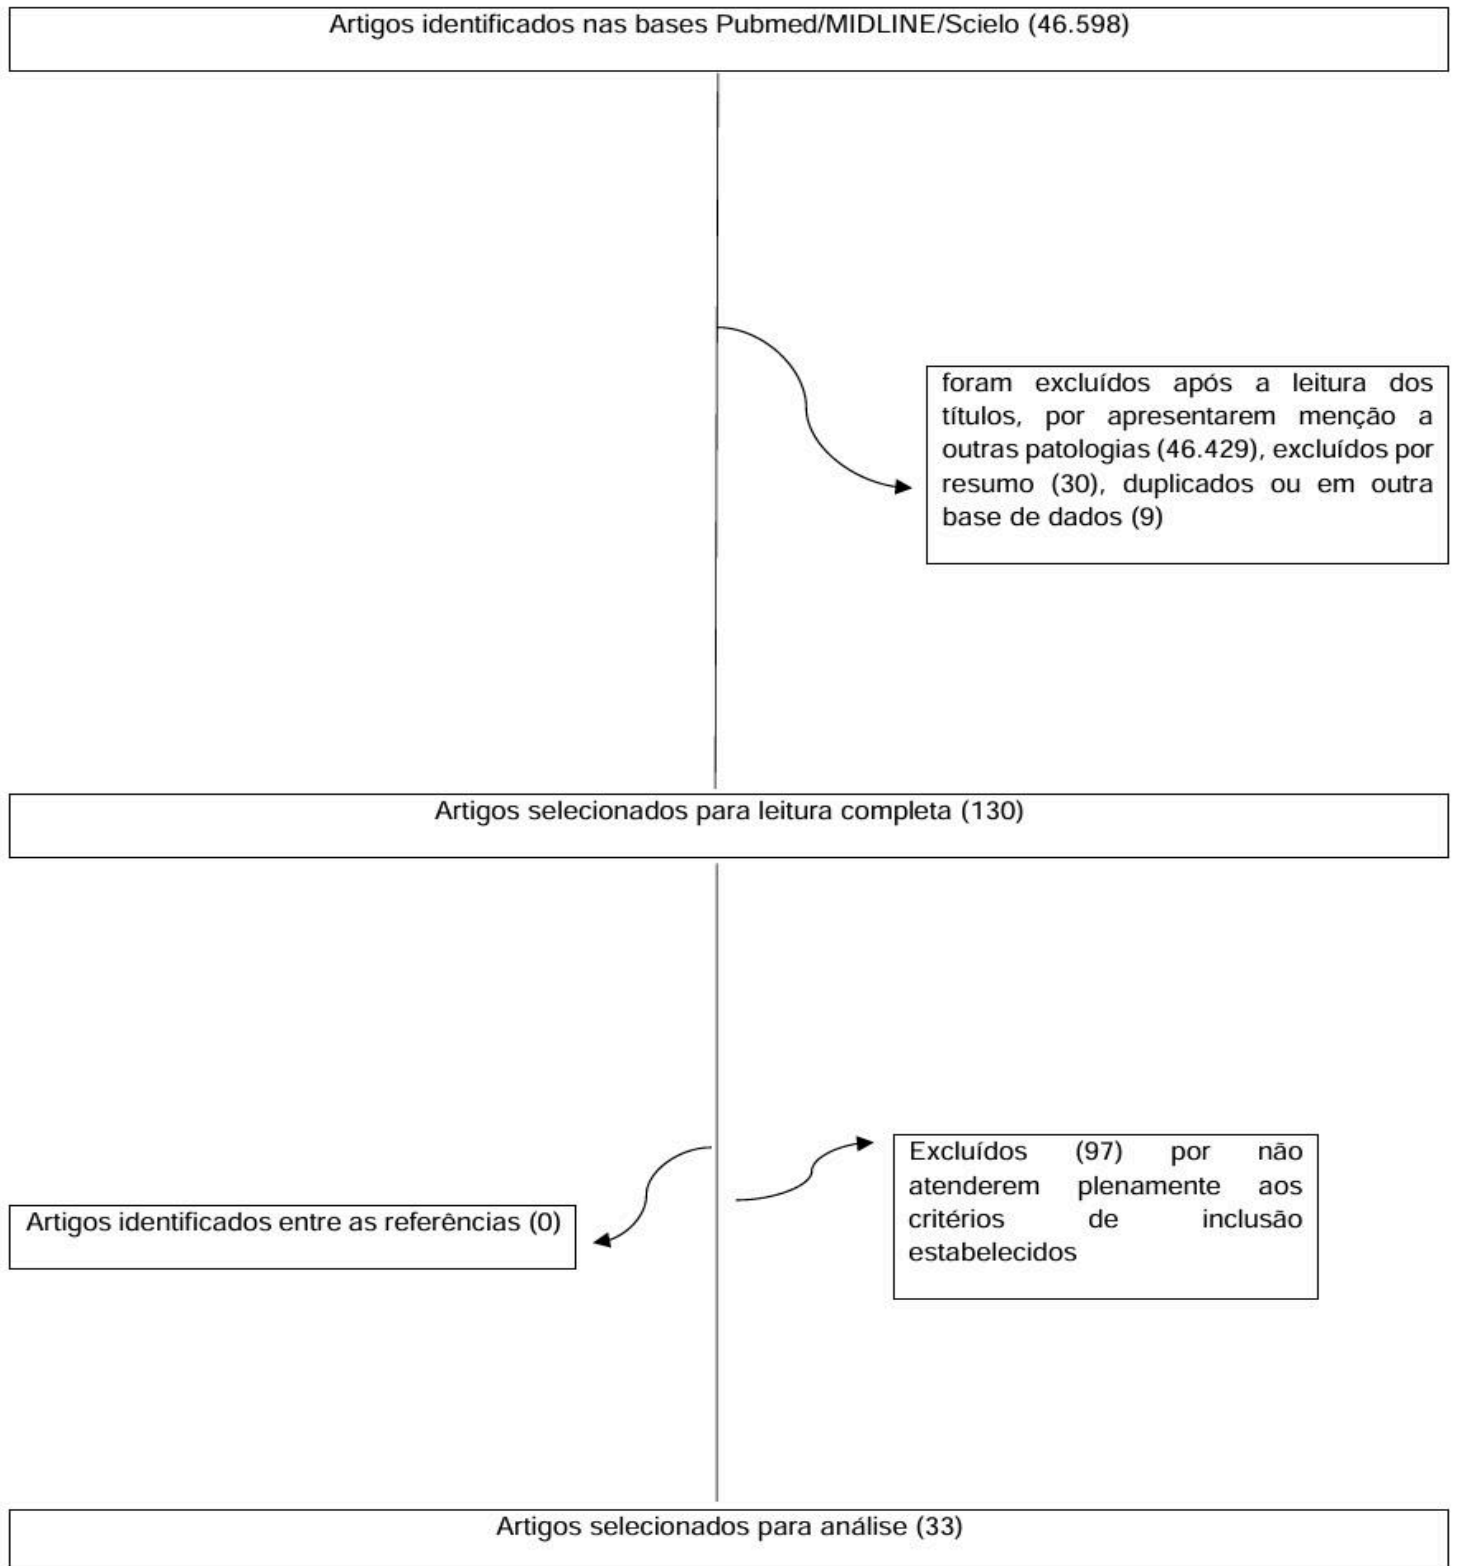 Artigos identificados nas bases Pubmed/MIDLINE/Scielo (46.598)
foram excluídos após a leitura dos
títulos, por apresentarem menção a
outras patologias (46.429), excluídos por
resumo (30), duplicados ou em outra
base de dados (9)
Artigos selecionados para leitura completa (130)
Excluídos (97) por não
atenderem plenamente aos
critérios de inclusão
estabelecidos
Artigos identificados entre as referências (0)
Artigos selecionados para análise (33)